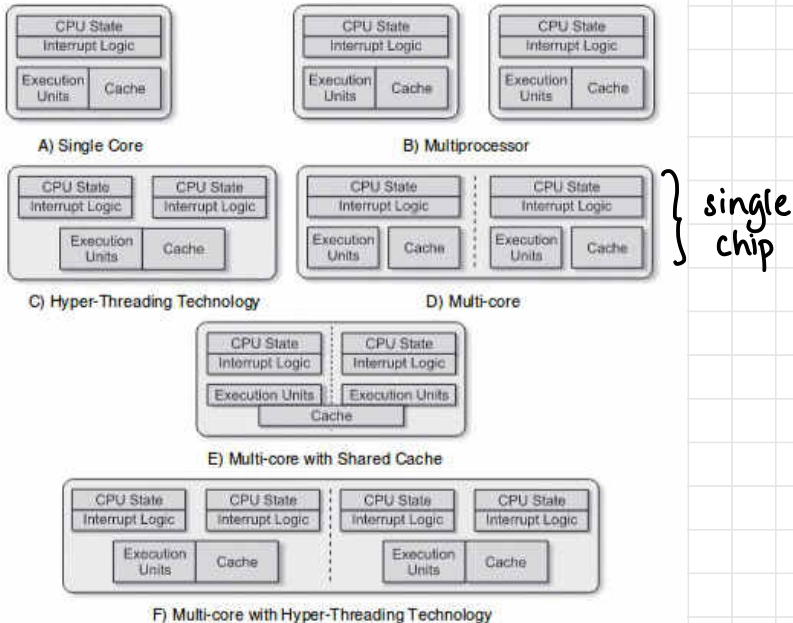 CPU State
Interrupt Logic
Execution Units
Cache
CPU State
Interrupt Logic
Execution Units
Cache
CPU State
Interrupt Logic
Execution Units
Cache
A) Single Core
B) Multiprocessor
CPU State
Interrupt Logic
CPU State
Interrupt Logic
Execution Units
Cache
CPU State
Interrupt Logic
Execution Units
Cache
CPU State
Interrupt Logic
Execution Units
Cache
single
chip
C) Hyper-Threading Technology
D) Multi-core
CPU State
Interrupt Logic
Execution Units
CPU State
Interrupt Logic
Execution Units
Cache
E) Multi-core with Shared Cache
CPU State
Interrupt Logic
CPU State
Interrupt Logic
Execution Units
Cache
CPU State
Interrupt Logic
CPU State
Interrupt Logic
Execution Units
Cache
F) Multi-core with Hyper-Threading Technology